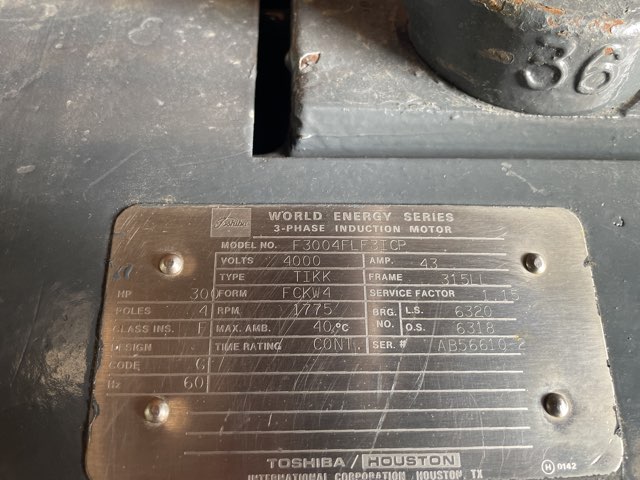 36
Toshiba WORLD ENERGY SERIES
3-PHASE INDUCTION MOTOR
MODEL NO. F3004FLF3ICP
VOLTS 4000 AMP. 43
TYPE TIKK FRAME 315LL
HP 300 FORM FCKW4 SERVICE FACTOR 1.15
POLES 4 RPM 1775 BRG. NO. L.S. 6320
CLASS INS. F MAX. AMB. 40 °C O.S. 6318
DESIGN TIME RATING CONT. SER. #
CODE G
Hz 60
TOSHIBA / HOUSTON
INTERNATIONAL CORPORATION HOUSTON, TX
H 0142